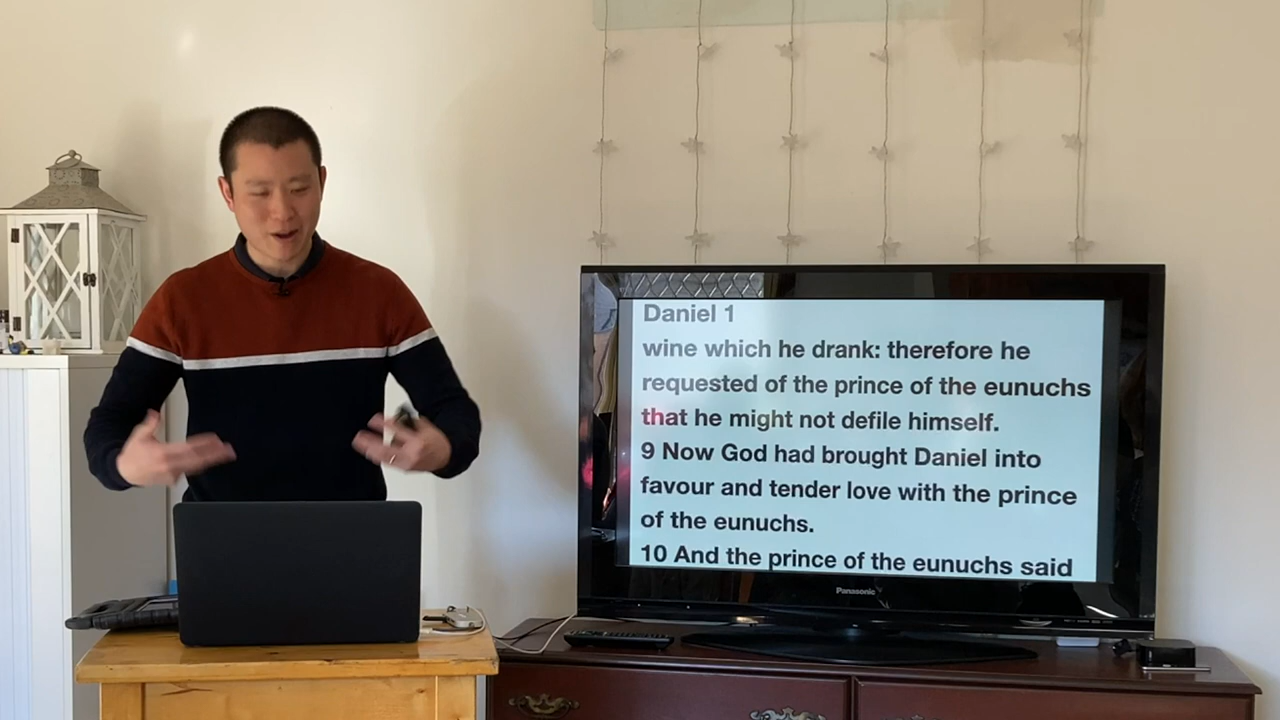 Daniel 1
wine which he drank: therefore he
requested of the prince of the eunuchs
that he might not defile himself.
9 Now God had brought Daniel into
favour and tender love with the prince
of the eunuchs.
10 And the prince of the eunuchs said
Panasonic